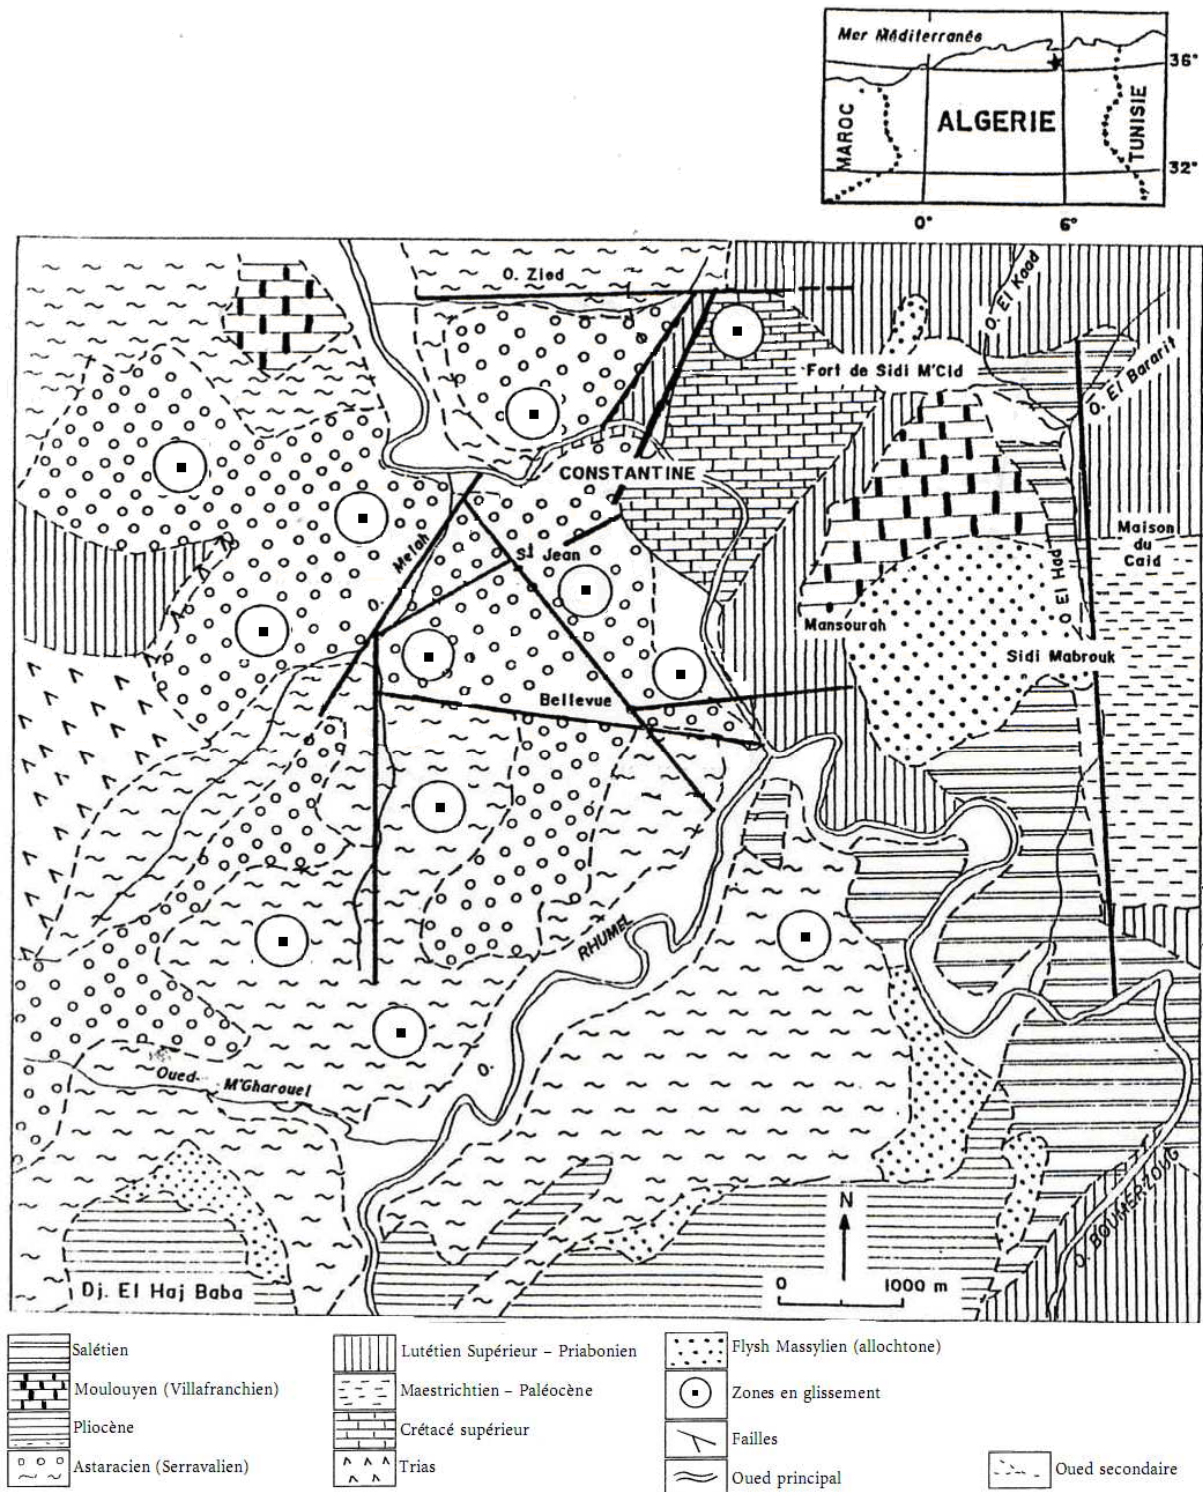 Mer Méditerranée
36°
MAROC
ALGERIE
TUNISIE
32°
0°
6°
O. Zied
O. El Kaad
Fort de Sidi M'Cid
O. El Bararit
CONSTANTINE
Maison
du
Caid
O. Melah
St Jean
O El Had
Mansourah
Sidi Mabrouk
Bellevue
O. RHUMEL
Oued M'Gharouel
O. BOUMERZOUG
N
0 1000 m
Dj. El Haj Baba
Salétien
Moulouyen (Villafranchien)
Pliocène
Astaracien (Serravalien)
Lutétien Supérieur – Priabonien
Maestrichtien – Paléocène
Crétacé supérieur
Trias
Flysh Massylien (allochtone)
Zones en glissement
Failles
Oued principal
Oued secondaire